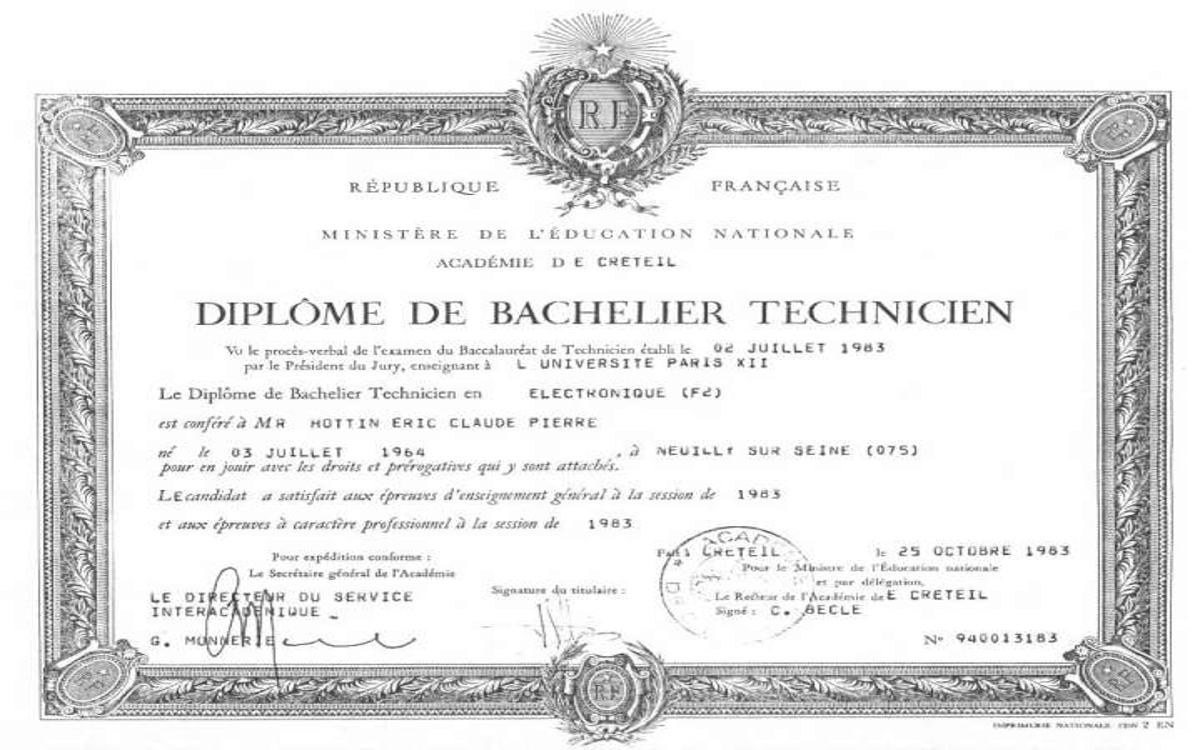 RF
RÉPUBLIQUE FRANÇAISE
MINISTÈRE DE L'ÉDUCATION NATIONALE
ACADÉMIE DE CRETEIL
DIPLÔME DE BACHELIER TECHNICIEN
Vu le procès-verbal de l'examen du Baccalauréat de Technicien établi le 02 JUILLET 1983
par le Président du Jury, enseignant à L UNIVERSITE PARIS XII
Le Diplôme de Bachelier Technicien en ELECTRONIQUE (F2)
est conféré à MR HOTTIN ERIC CLAUDE PIERRE
né le 03 JUILLET 1964, à NEUILLY SUR SEINE (075)
pour en jouir avec les droits et prérogatives qui y sont attachés.
LE candidat a satisfait aux épreuves d'enseignement général à la session de 1983
et aux épreuves à caractère professionnel à la session de 1983
Pour expédition conforme :
Le Secrétaire général de l'Académie
LE DIRECTEUR DU SERVICE
INTERACADEMIQUE
G. MONNERIE
Signature du titulaire :
Fait à CRETEIL le 25 OCTOBRE 1983
Pour le Ministre de l'Éducation nationale
et par délégation,
Le Recteur de l'Académie de CRETEIL
Signé : C. BECLE
N° 940013183
RF
IMPRIMERIE NATIONALE 2 EN